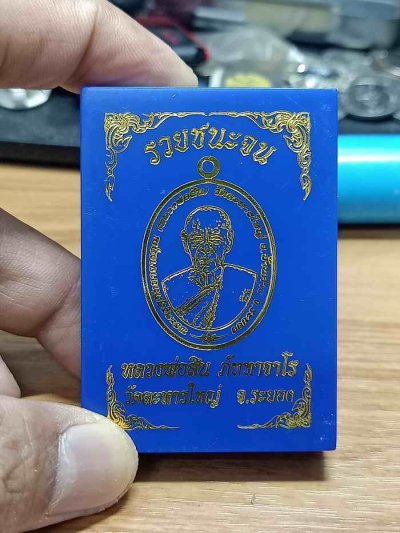 รวยชนะจน
หลวงพ่อสิน ภัททาจาโร
วัดละหารใหญ่ จ.ระยอง